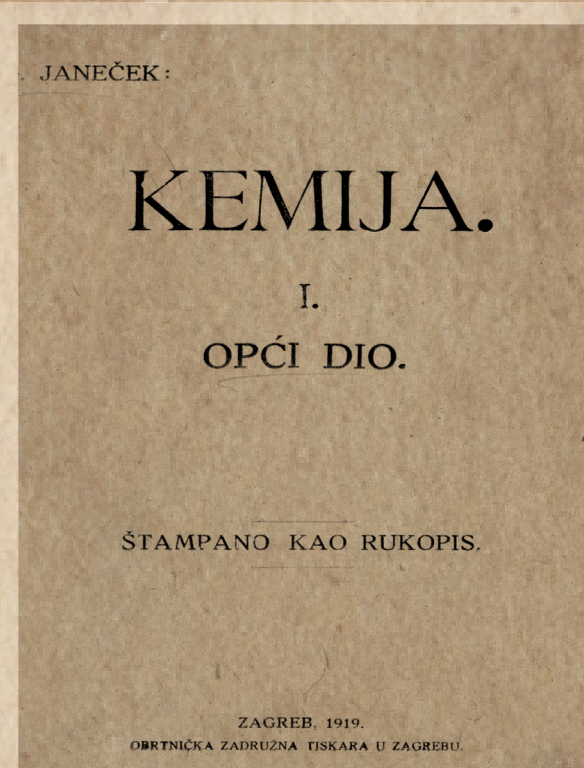 JANEČEK:
KEMIJA.
I.
OPĆI DIO.
ŠTAMPANO KAO RUKOPIS.
ZAGREB, 1919.
OBRTNIČKA ZADRUŽNA TISKARA U ZAGREBU.